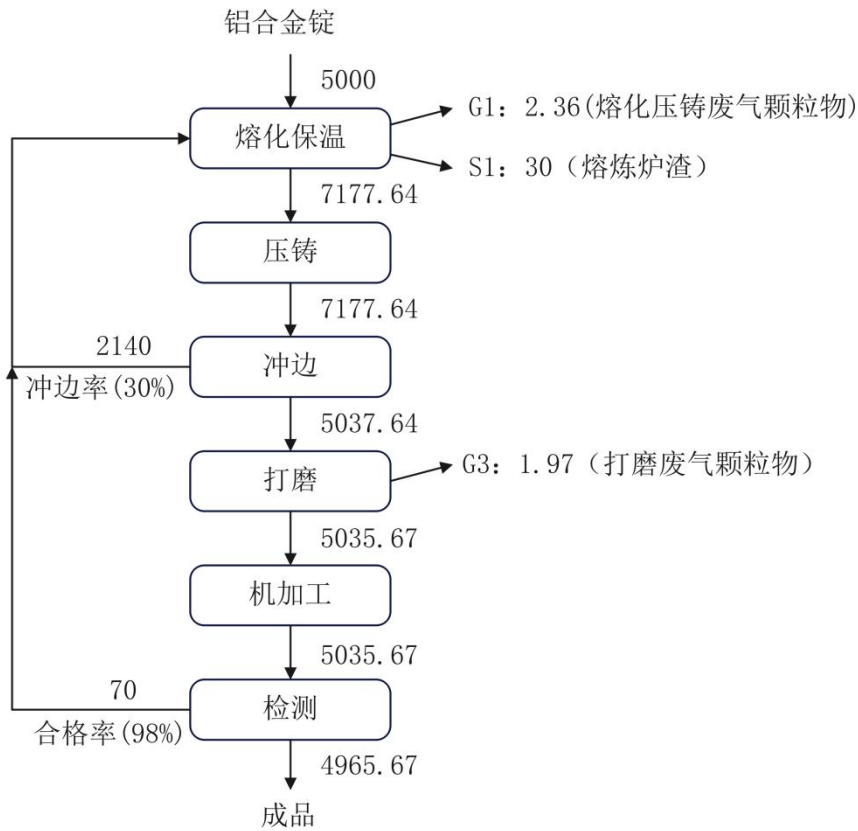 铝合金锭
5000
G1: 2.36(熔化压铸废气颗粒物)
熔化保温
S1: 30（熔炼炉渣）
7177.64
压铸
7177.64
2140
冲边
冲边率(30%)
5037.64
打磨
G3: 1.97（打磨废气颗粒物）
5035.67
机加工
5035.67
70
检测
合格率(98%)
4965.67
成品